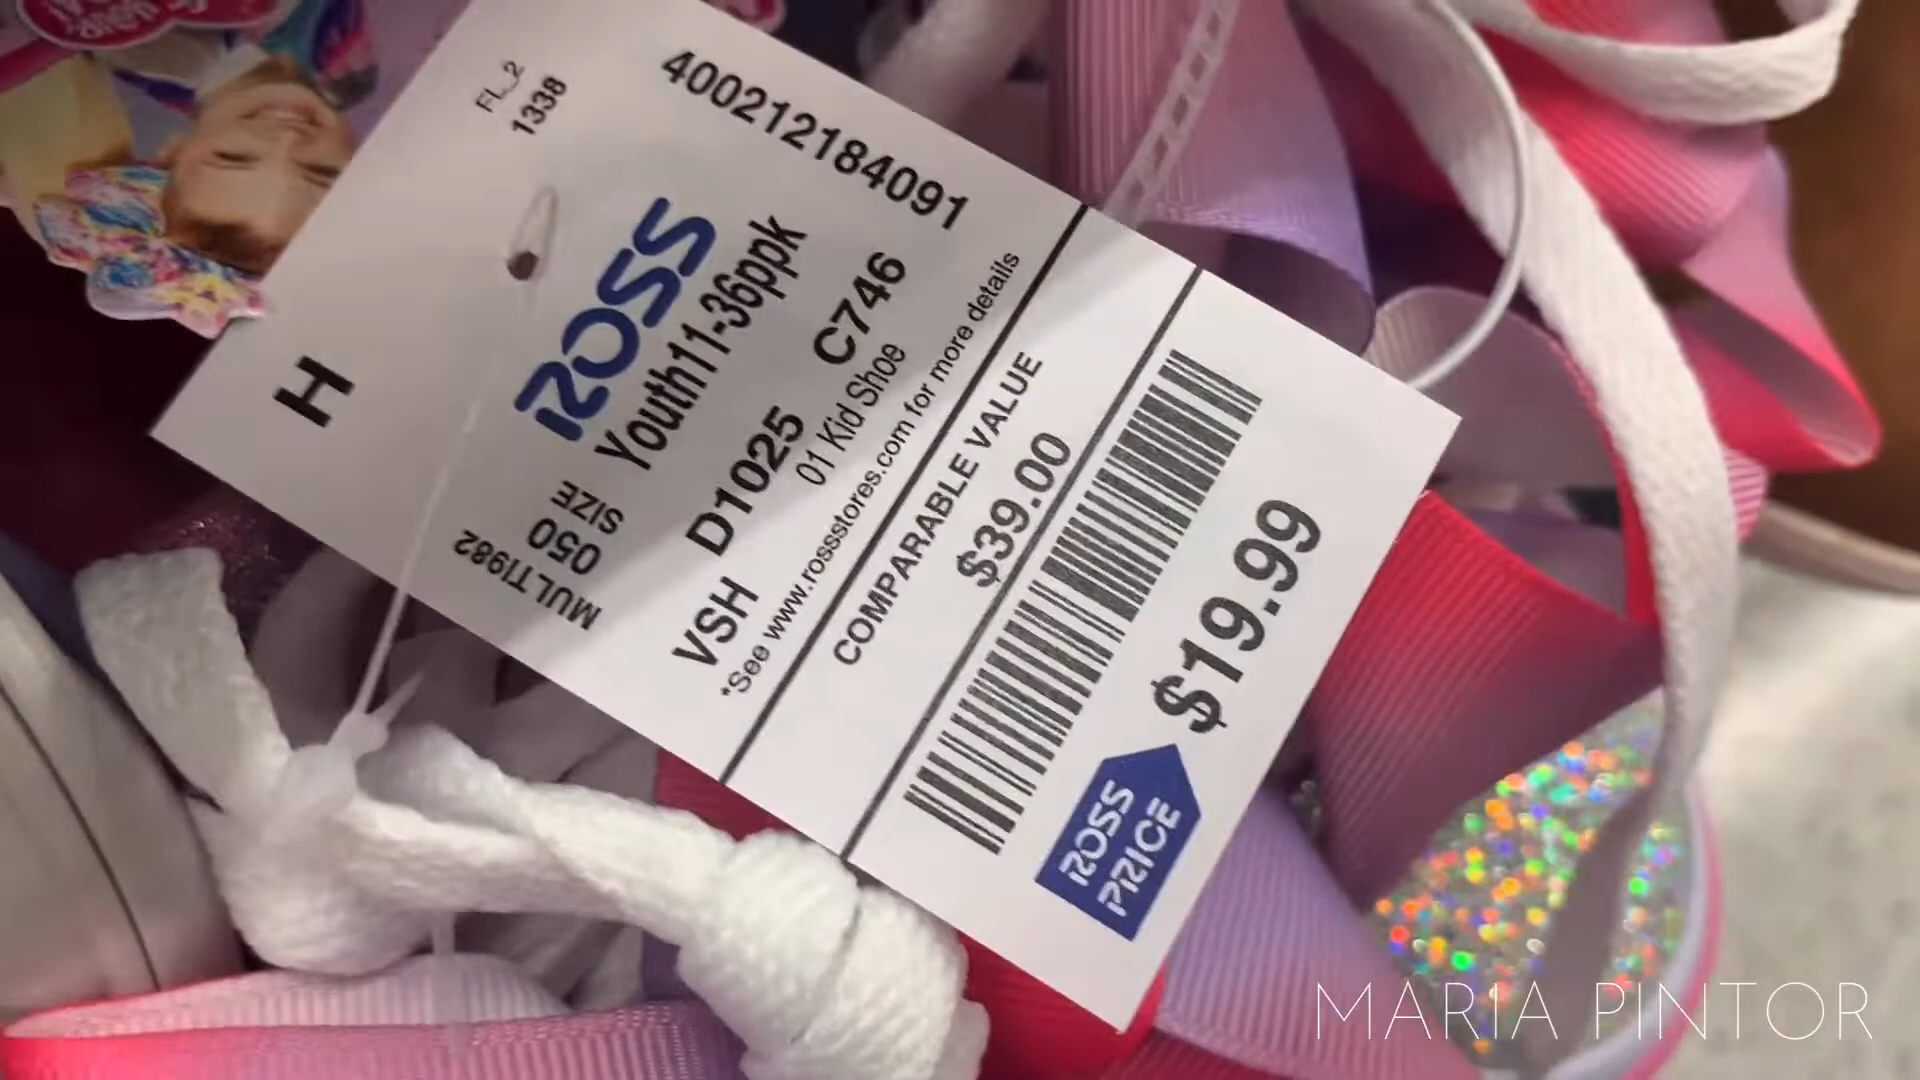 FL_2
1338
400212184091
H
ROSS
MULTI1982
050
SIZE
Youth11-36ppk
VSH D1025 C746
01 Kid Shoe
*See www.rossstores.com for more details
COMPARABLE VALUE
$39.00
$19.99
ROSS
PRICE
MARIA PINTOR